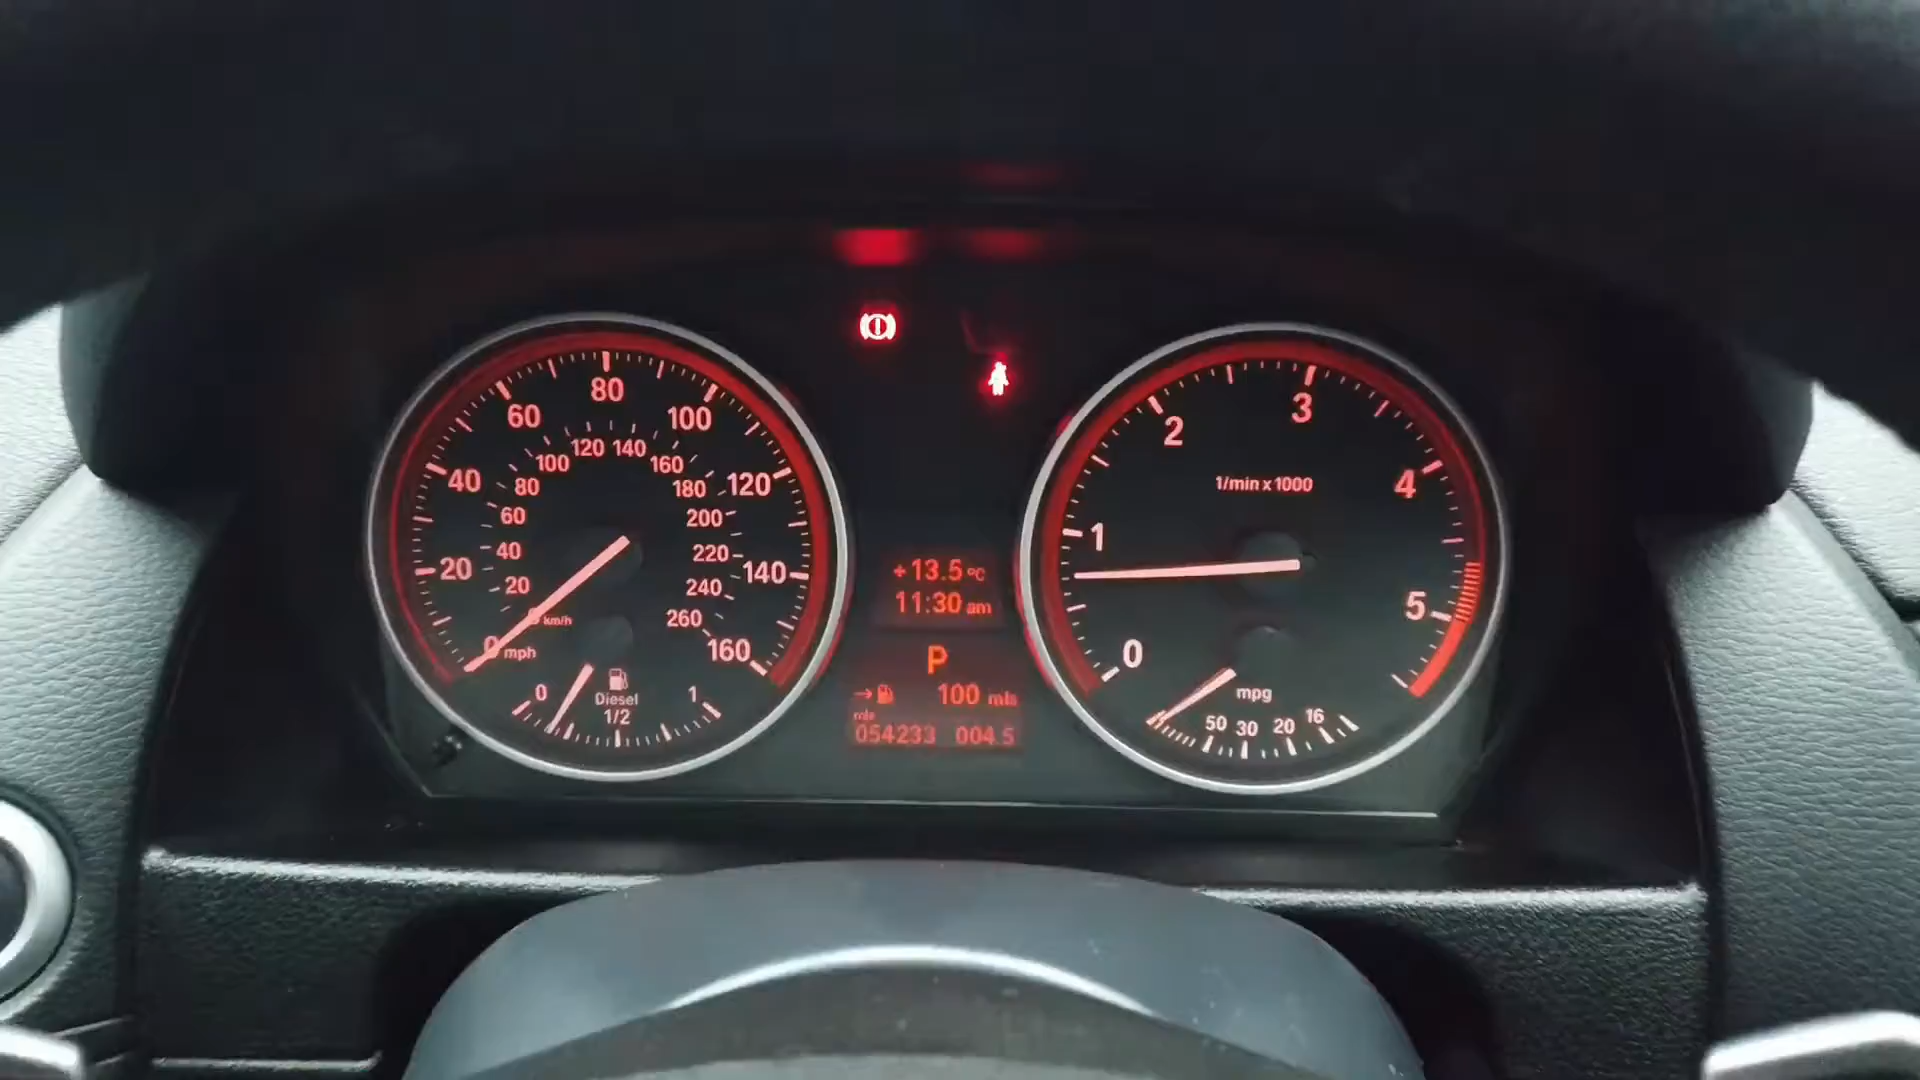 20
40
60
80
100
120
140
160
0 mph
20
40
60
80
100
120
140
160
180
200
220
240
260
km/h
0
Diesel
1/2
1
+13.5°C
11:30 am
P
100 mls
mls
054233 004.5
0
1
2
3
4
5
1/min x 1000
mpg
50 30 20 16